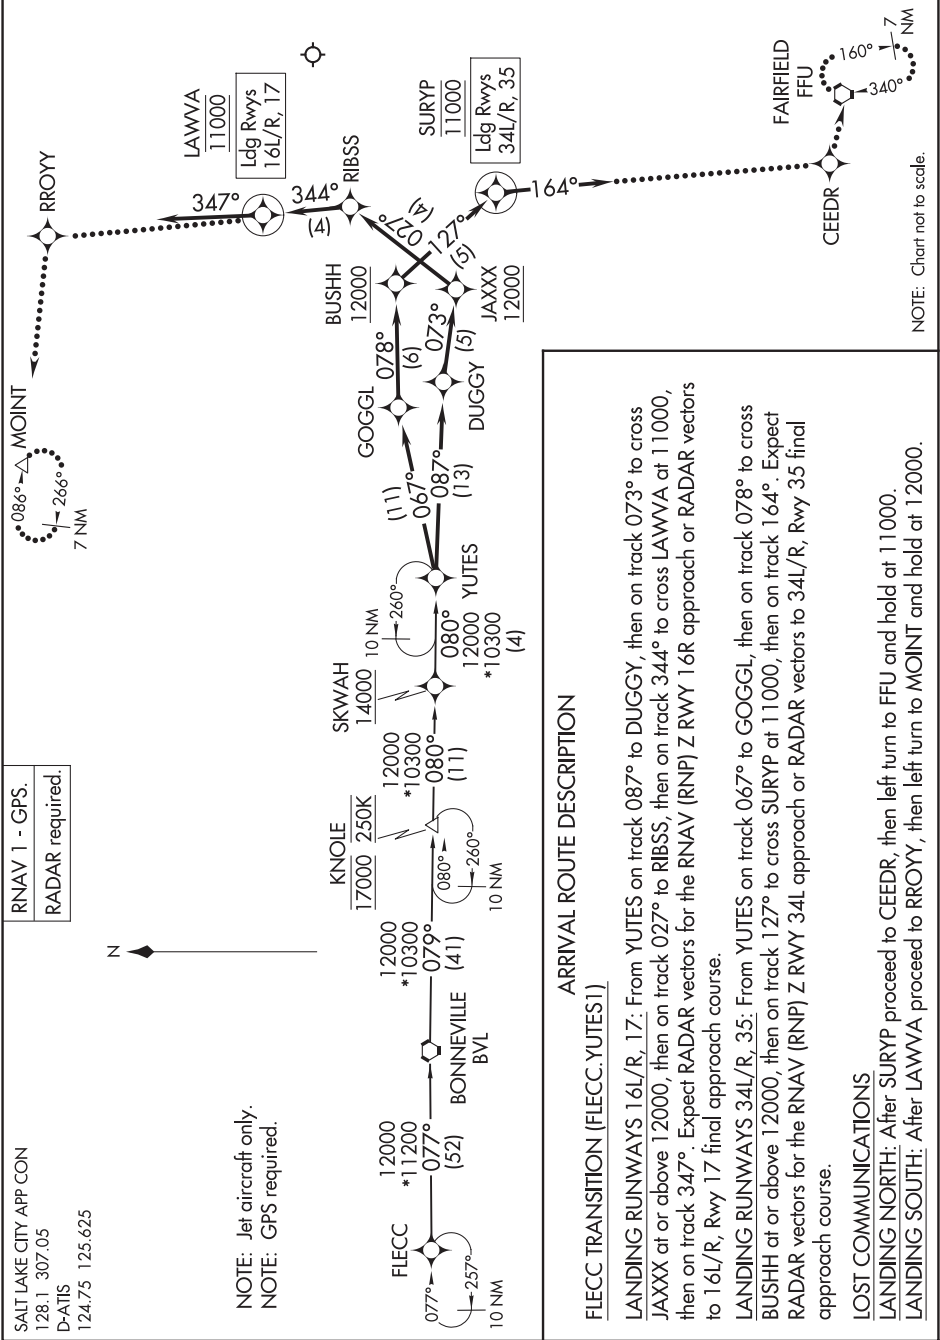 SALT LAKE CITY APP CON
128.1 307.05
D-ATIS
124.75 125.625
RNAV 1 - GPS.
RADAR required.
NOTE: Jet aircraft only.
NOTE: GPS required.
N
FLECC
077°
257°
10 NM
12000
*11200
077°
(52)
BONNEVILLE
BVL
12000
*10300
079°
(41)
KNOLE
17000 250K
080°
260°
10 NM
12000
*10300
080°
(11)
SKWAH
14000
080°
12000
*10300
(4)
10 NM
260°
YUTES
(11)
067°
087°
(13)
GOGGL
078°
(6)
DUGGY
073°
(5)
BUSHH
12000
JAXXX
12000
027°
(4)
127°
(5)
RIBSS
344°
(4)
LAWVA
11000
Ldg Rwys
16L/R, 17
347°
RROYY
MOINT
086°
266°
7 NM
SURYP
11000
Ldg Rwys
34L/R, 35
164°
CEEDR
FAIRFIELD
FFU
160°
340°
7
NM
NOTE: Chart not to scale.
ARRIVAL ROUTE DESCRIPTION
FLECC TRANSITION (FLECC.YUTES1)
LANDING RUNWAYS 16L/R, 17: From YUTES on track 087° to DUGGY, then on track 073° to cross
JAXXX at or above 12000, then on track 027° to RIBSS, then on track 344° to cross LAWVA at 11000,
then on track 347°. Expect RADAR vectors for the RNAV (RNP) Z RWY 16R approach or RADAR vectors
to 16L/R, Rwy 17 final approach course.
LANDING RUNWAYS 34L/R, 35: From YUTES on track 067° to GOGGL, then on track 078° to cross
BUSHH at or above 12000, then on track 127° to cross SURYP at 11000, then on track 164°. Expect
RADAR vectors for the RNAV (RNP) Z RWY 34L approach or RADAR vectors to 34L/R, Rwy 35 final
approach course.
LOST COMMUNICATIONS
LANDING NORTH: After SURYP proceed to CEEDR, then left turn to FFU and hold at 11000.
LANDING SOUTH: After LAWVA proceed to RROYY, then left turn to MOINT and hold at 12000.